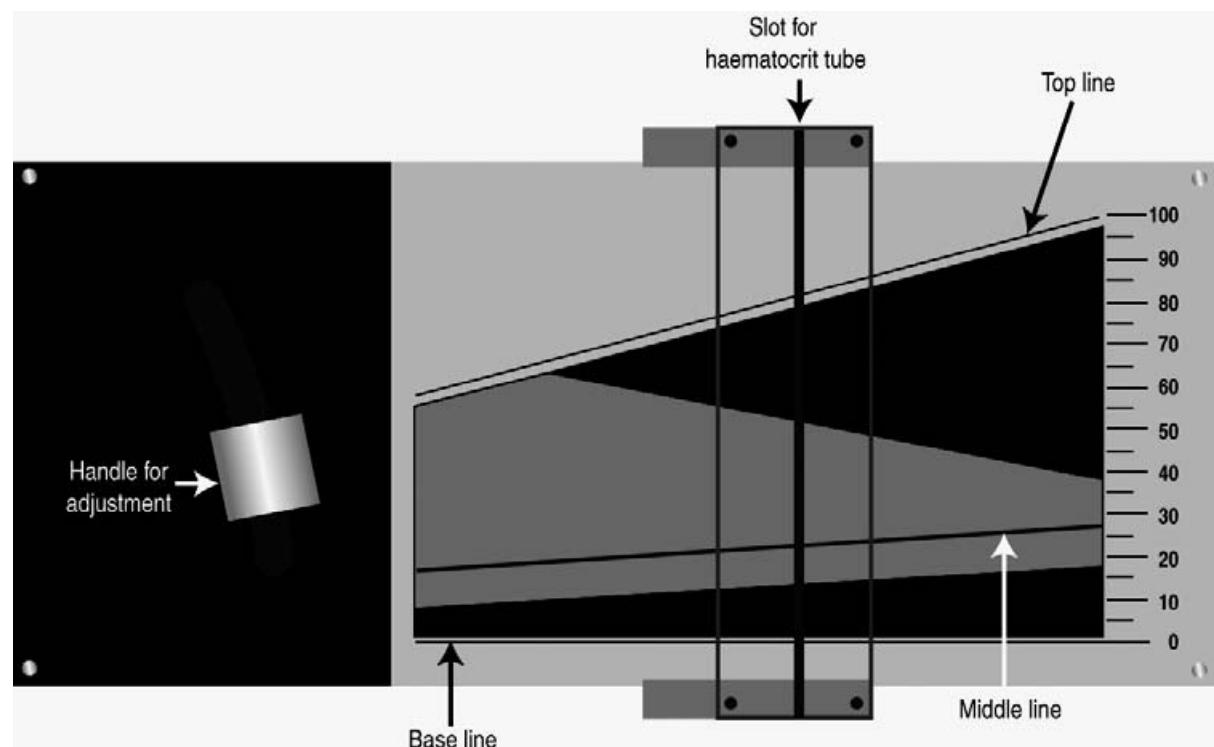 Slot for
haematocrit tube
Top line
100
90
80
70
60
50
40
30
20
10
0
Handle for
adjustment
Middle line
Base line